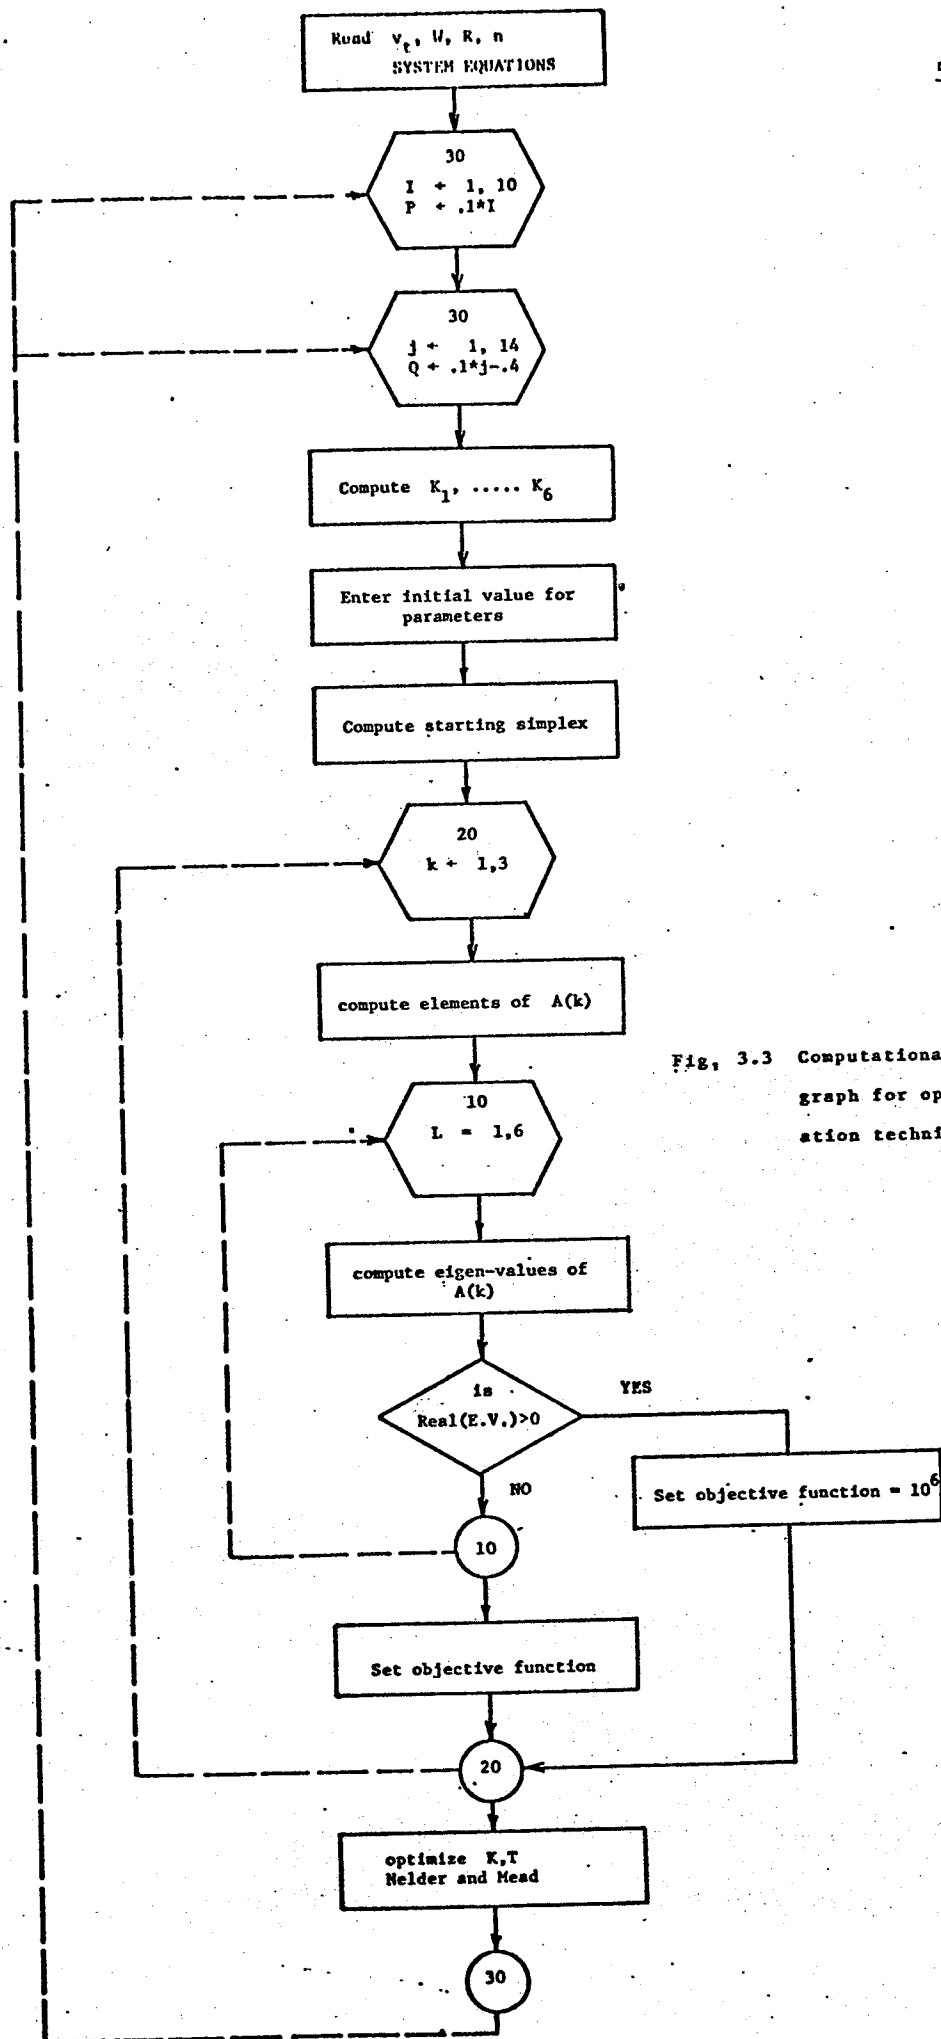 Read v_t, W, R, n
SYSTEM EQUATIONS
30
I ← 1, 10
P ← .1*I
30
j ← 1, 14
Q ← .1*j-.4
Compute K_1, ..... K_6
Enter initial value for
parameters
Compute starting simplex
20
k ← 1,3
compute elements of A(k)
Fig, 3.3 Computationa
graph for op
ation techni
10
L = 1,6
compute eigen-values of
A(k)
is
Real(E.V.)>0
YES
NO
Set objective function = 10^6
10
Set objective function
20
optimize K,T
Nelder and Mead
30